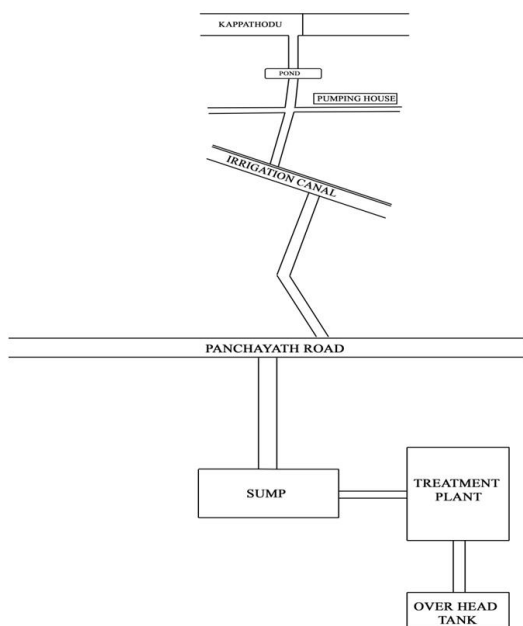 KAPPATHODU
POND
PUMPING HOUSE
IRRIGATION CANAL
PANCHAYATH ROAD
SUMP
TREATMENT
PLANT
OVER HEAD
TANK